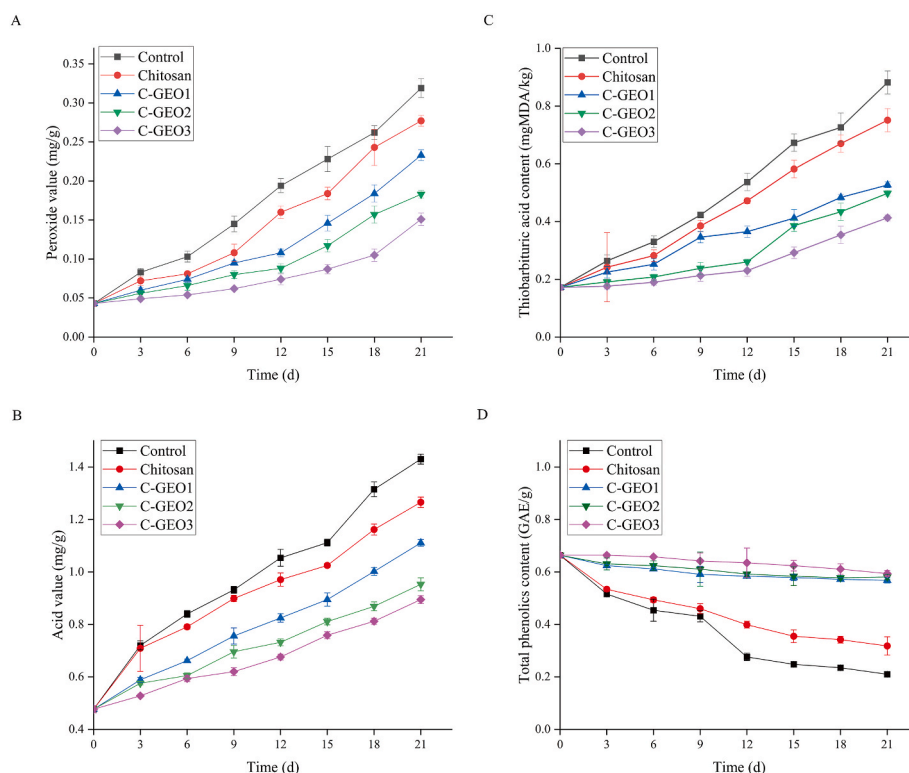 A
Peroxide value (mg/g)
0.35
0.30
0.25
0.20
0.15
0.10
0.05
0.00
Control
Chitosan
C-GEO1
C-GEO2
C-GEO3
0 3 6 9 12 15 18 21
Time (d)
C
Thiobarbituric acid content (mgMDA/kg)
1.0
0.8
0.6
0.4
0.2
0.0
Control
Chitosan
C-GEO1
C-GEO2
C-GEO3
0 3 6 9 12 15 18 21
Time (d)
B
Acid value (mg/g)
1.4
1.2
1.0
0.8
0.6
0.4
Control
Chitosan
C-GEO1
C-GEO2
C-GEO3
0 3 6 9 12 15 18 21
Time (d)
D
Total phenolics content (GAE/g)
1.0
0.8
0.6
0.4
0.2
0.0
Control
Chitosan
C-GEO1
C-GEO2
C-GEO3
0 3 6 9 12 15 18 21
Time (d)